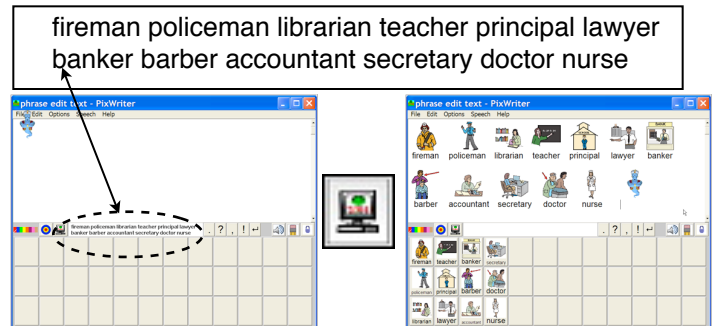 fireman policeman librarian teacher principal lawyer
banker barber accountant secretary doctor nurse
phrase edit text - PixWriter
File Edit Options Speech Help
fireman policeman librarian teacher principal lawyer
banker barber accountant secretary doctor nurse
. ? , ! ↵
phrase edit text - PixWriter
File Edit Options Speech Help
fireman policeman librarian teacher principal lawyer banker
barber accountant secretary doctor nurse
. ? , ! ↵
fireman teacher banker secretary
policeman principal barber doctor
librarian lawyer accountant nurse